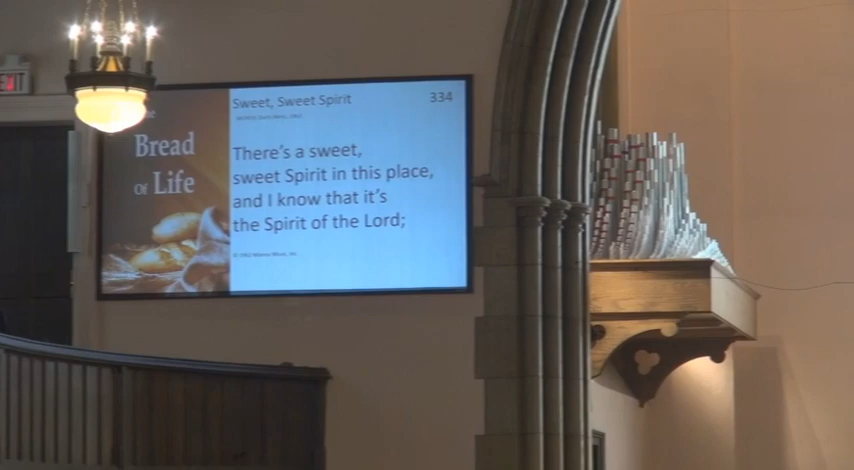 Sweet, Sweet Spirit
334
Bread
Of Life
There's a sweet,
sweet Spirit in this place,
and I know that it's
the Spirit of the Lord;